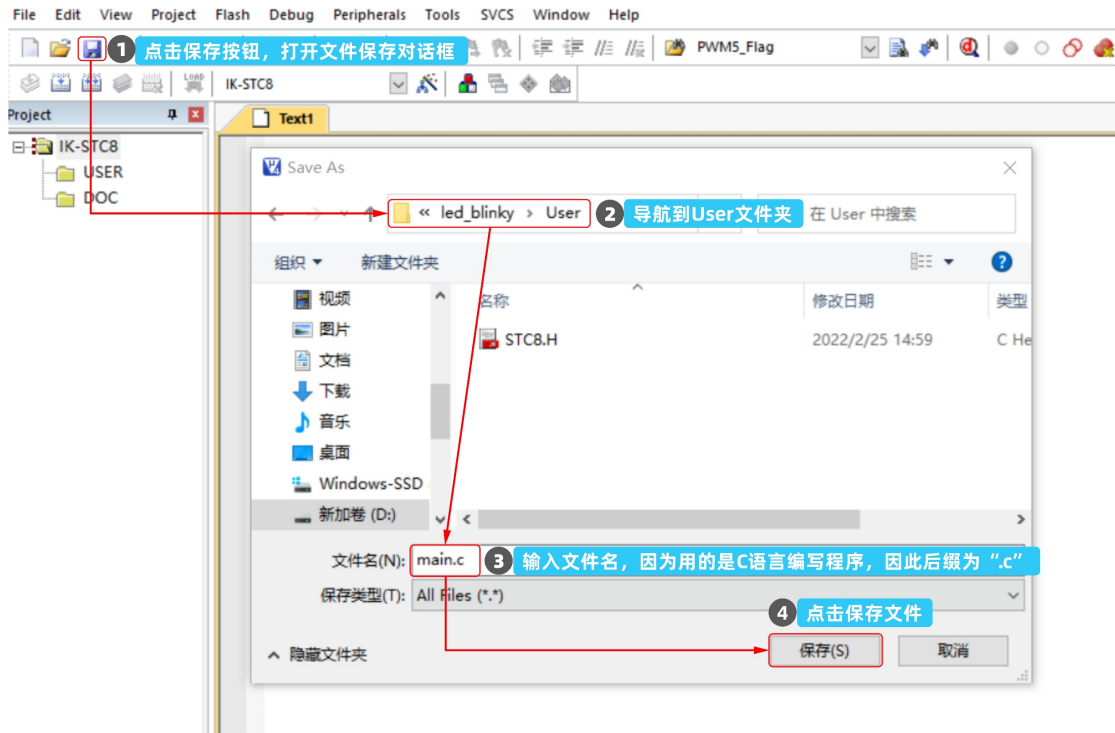 File Edit View Project Flash Debug Peripherals Tools SVCS Window Help
1 点击保存按钮，打开文件保存对话框
PWM5_Flag
LOAD
IK-STC8
Project
Text1
IK-STC8
USER
DOC
Save As
« led_blinky › User
2 导航到User文件夹
在 User 中搜索
组织 新建文件夹
视频
图片
文档
下载
音乐
桌面
Windows-SSD
新加卷 (D:)
名称 修改日期 类型
STC8.H 2022/2/25 14:59 C He
文件名(N): main.c
3 输入文件名，因为用的是C语言编写程序，因此后缀为“.c”
保存类型(T): All Files (*.*)
4 点击保存文件
隐藏文件夹
保存(S) 取消